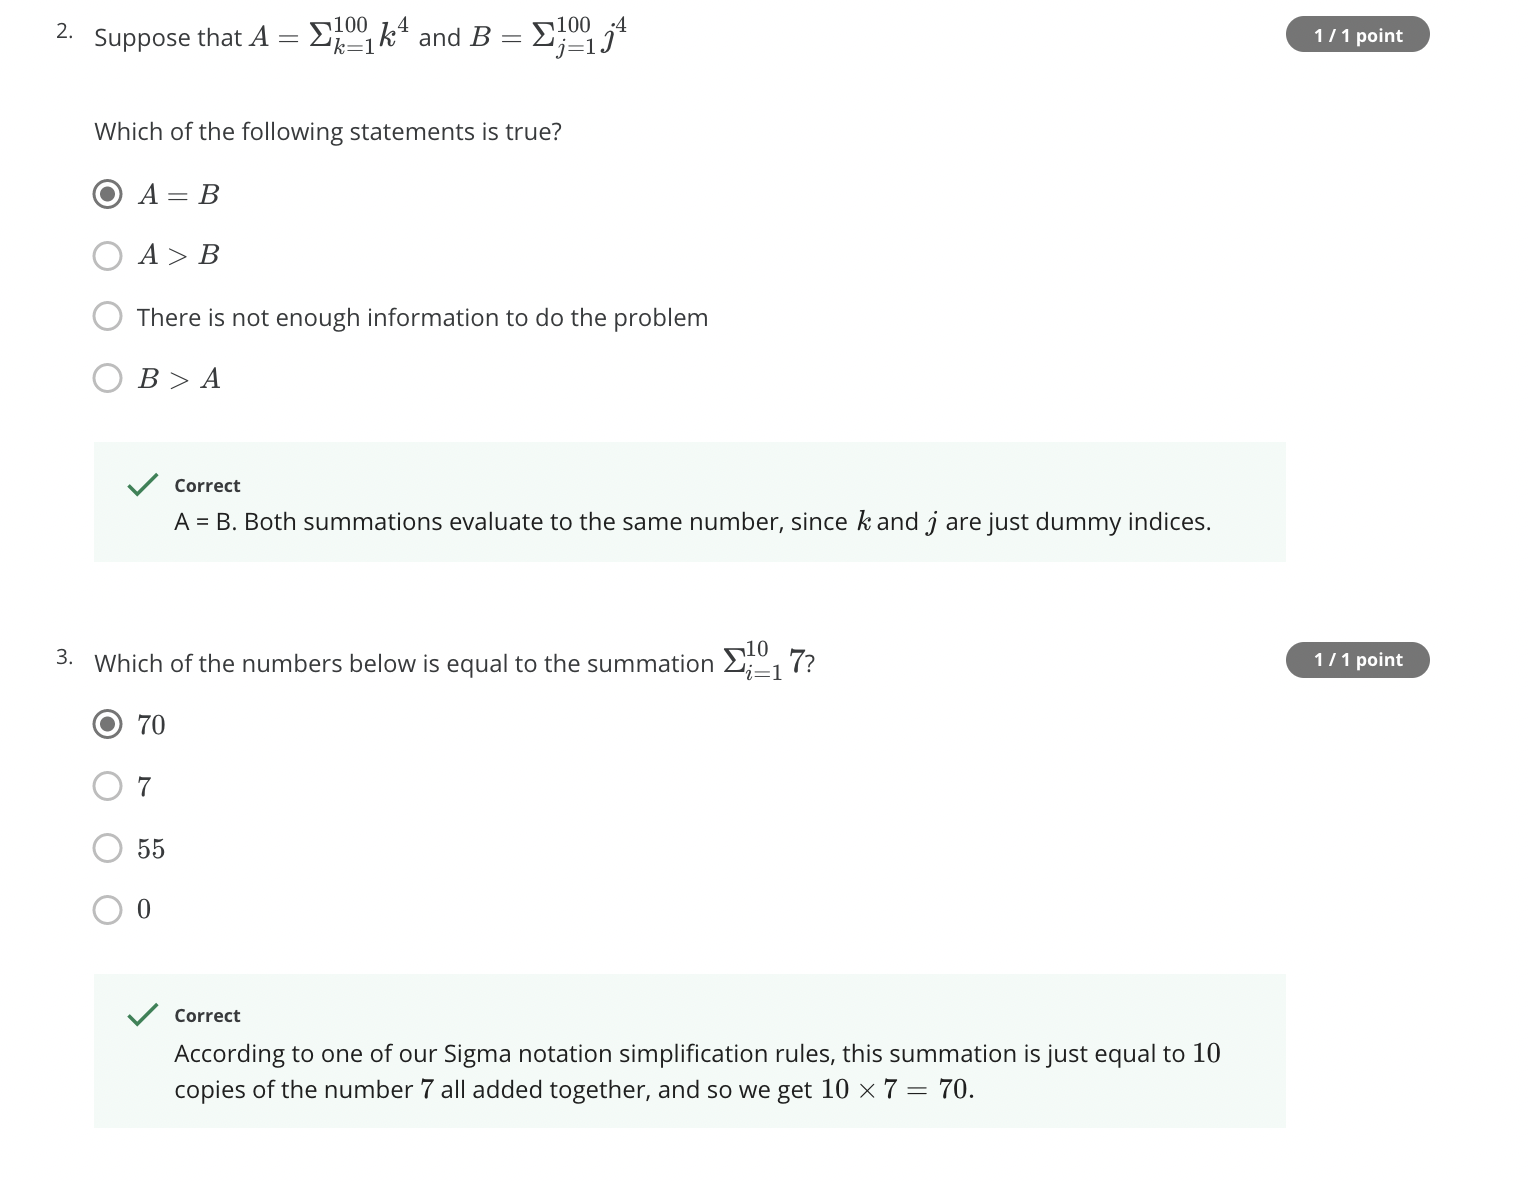 2. Suppose that $A = \Sigma_{k=1}^{100} k^4$ and $B = \Sigma_{j=1}^{100} j^4$
1 / 1 point
Which of the following statements is true?
$A = B$
$A > B$
There is not enough information to do the problem
$B > A$
Correct
A = B. Both summations evaluate to the same number, since $k$ and $j$ are just dummy indices.
3. Which of the numbers below is equal to the summation $\Sigma_{i=1}^{10} 7$?
1 / 1 point
70
7
55
0
Correct
According to one of our Sigma notation simplification rules, this summation is just equal to 10
copies of the number 7 all added together, and so we get $10 \times 7 = 70$.